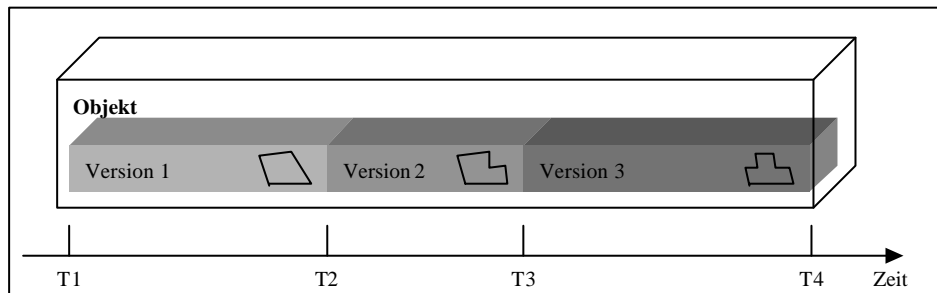 Objekt
Version 1 Version 2 Version 3
T1 T2 T3 T4 Zeit